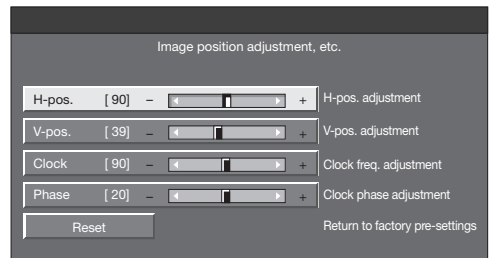 Image position adjustment, etc.
H-pos. [ 90] – + H-pos. adjustment
V-pos. [ 39] – + V-pos. adjustment
Clock [ 90] – + Clock freq. adjustment
Phase [ 20] – + Clock phase adjustment
Reset Return to factory pre-settings